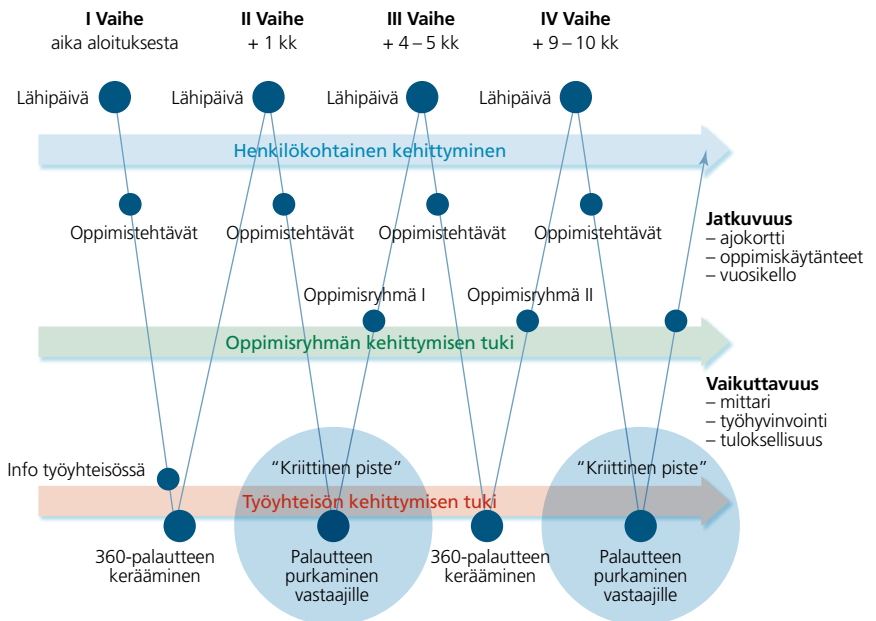 I Vaihe
aika aloituksesta
II Vaihe
+ 1 kk
III Vaihe
+ 4 – 5 kk
IV Vaihe
+ 9 – 10 kk
Lähipäivä
Lähipäivä
Lähipäivä
Lähipäivä
Henkilökohtainen kehittyminen
Oppimistehtävät
Oppimistehtävät
Oppimistehtävät
Oppimistehtävät
Jatkuvuus
– ajokortti
– oppimiskäytänteet
– vuosikello
Oppimisryhmä I
Oppimisryhmä II
Oppimisryhmän kehittymisen tuki
Vaikuttavuus
– mittari
– työhyvinvointi
– tuloksellisuus
Info työyhteisössä
"Kriittinen piste"
"Kriittinen piste"
Työyhteisön kehittymisen tuki
360-palautteen
kerääminen
Palautteen
purkaminen
vastaajille
360-palautteen
kerääminen
Palautteen
purkaminen
vastaajille